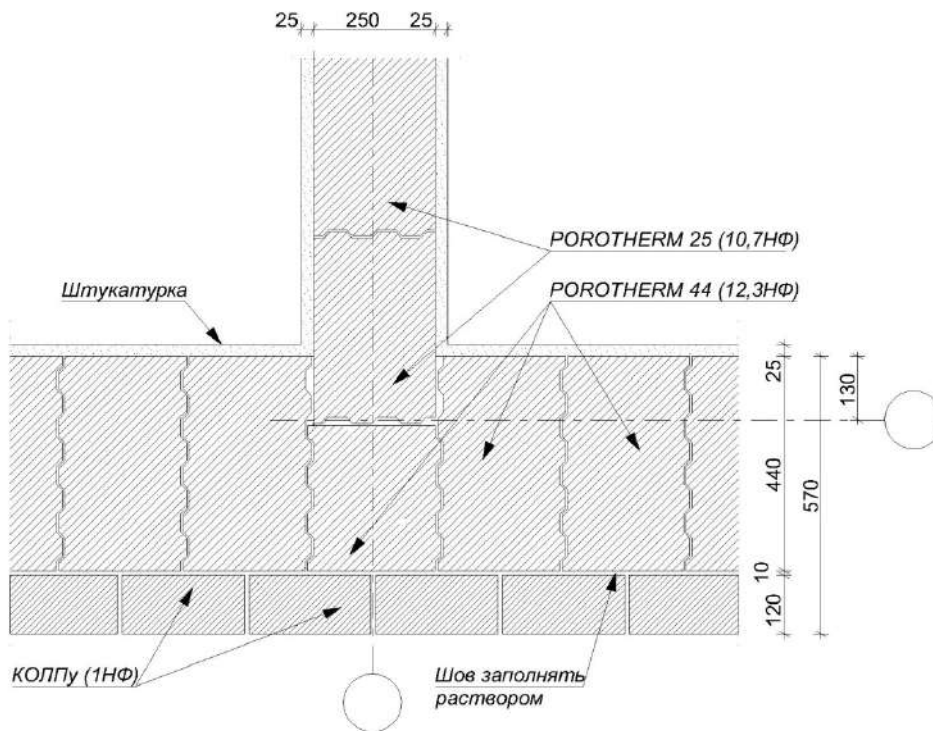 25 250 25
POROTHERM 25 (10,7НФ)
Штукатурка
POROTHERM 44 (12,3НФ)
25
130
440
570
10
120
КОЛПу (1НФ)
Шов заполнять
раствором